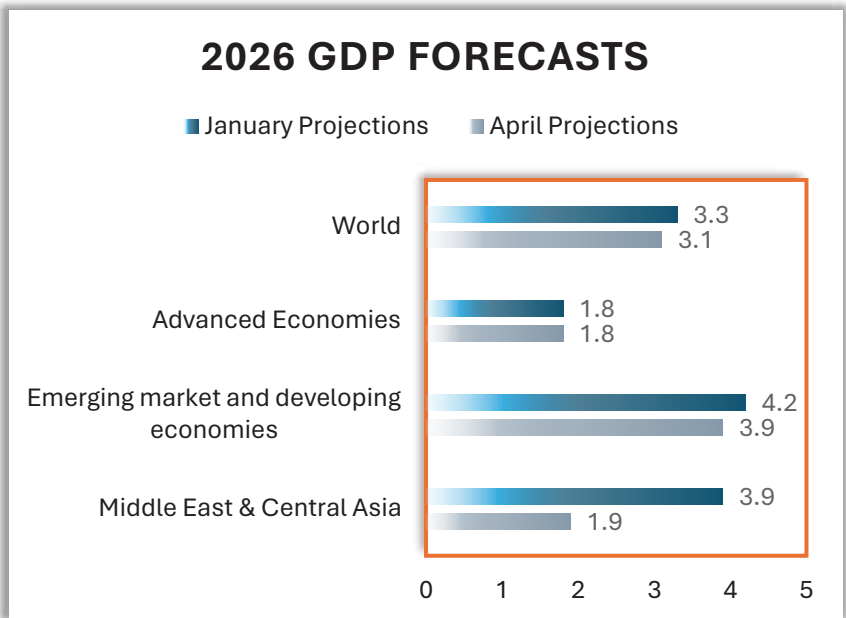 2026 GDP FORECASTS
January Projections April Projections
World
3.3
3.1
Advanced Economies
1.8
1.8
Emerging market and developing
economies
4.2
3.9
Middle East & Central Asia
3.9
1.9
0 1 2 3 4 5